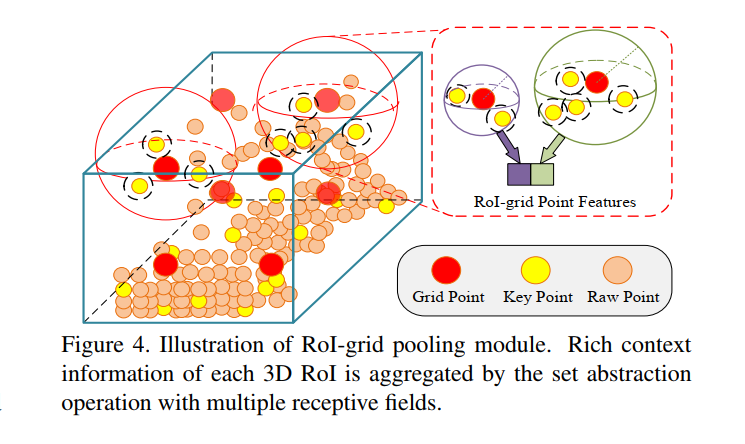 RoI-grid Point Features
Grid Point Key Point Raw Point
Figure 4. Illustration of RoI-grid pooling module. Rich context
information of each 3D RoI is aggregated by the set abstraction
operation with multiple receptive fields.